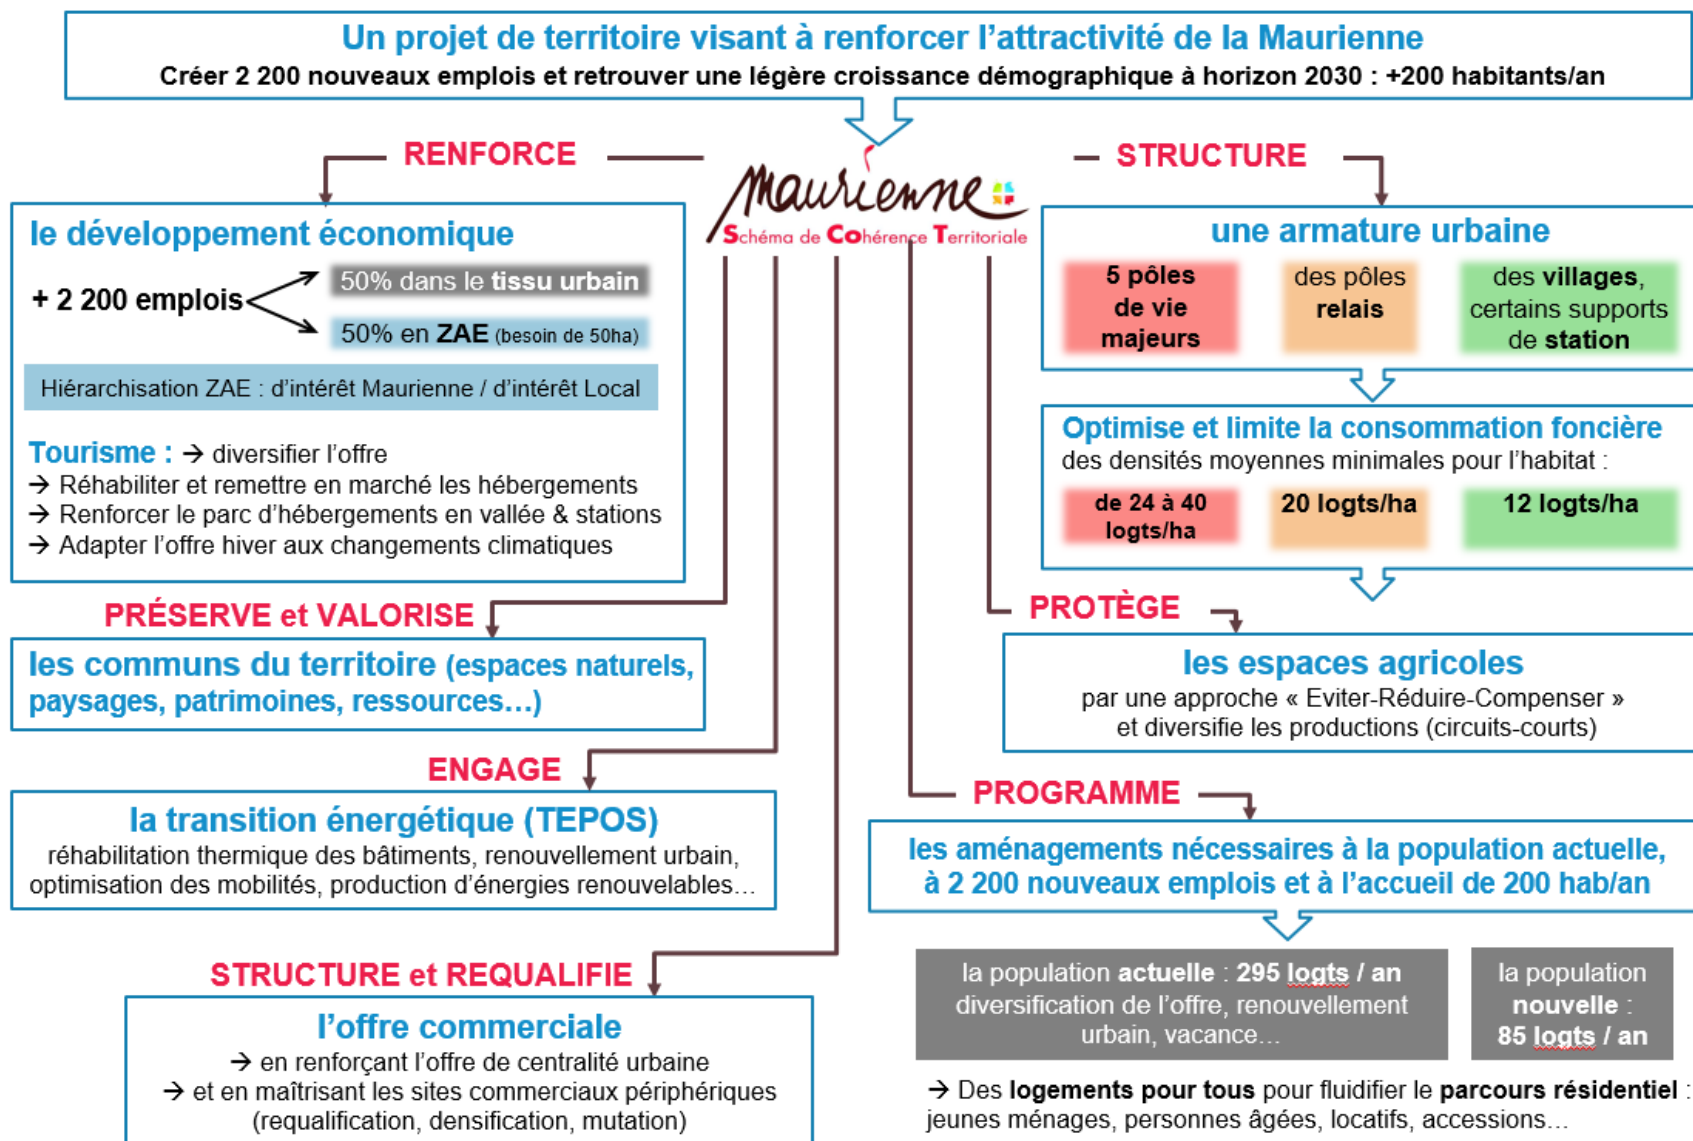 Un projet de territoire visant à renforcer l'attractivité de la Maurienne
Créer 2 200 nouveaux emplois et retrouver une légère croissance démographique à horizon 2030 : +200 habitants/an
RENFORCE
le développement économique
+ 2 200 emplois
50% dans le tissu urbain
50% en ZAE (besoin de 50ha)
Hiérarchisation ZAE : d'intérêt Maurienne / d'intérêt Local
Tourisme : → diversifier l'offre
→ Réhabiliter et remettre en marché les hébergements
→ Renforcer le parc d'hébergements en vallée & stations
→ Adapter l'offre hiver aux changements climatiques
Maurienne
Schéma de Cohérence Territoriale
STRUCTURE
une armature urbaine
5 pôles
de vie
majeurs
des pôles
relais
des villages,
certains supports
de station
Optimise et limite la consommation foncière
des densités moyennes minimales pour l'habitat :
de 24 à 40
logts/ha
20 logts/ha
12 logts/ha
PRÉSERVE et VALORISE
les communs du territoire (espaces naturels,
paysages, patrimoines, ressources…)
PROTÈGE
les espaces agricoles
par une approche « Eviter-Réduire-Compenser »
et diversifie les productions (circuits-courts)
ENGAGE
la transition énergétique (TEPOS)
réhabilitation thermique des bâtiments, renouvellement urbain,
optimisation des mobilités, production d'énergies renouvelables…
PROGRAMME
les aménagements nécessaires à la population actuelle,
à 2 200 nouveaux emplois et à l'accueil de 200 hab/an
la population actuelle : 295 logts / an
diversification de l'offre, renouvellement
urbain, vacance…
la population
nouvelle :
85 logts / an
→ Des logements pour tous pour fluidifier le parcours résidentiel :
jeunes ménages, personnes âgées, locatifs, accessions…
STRUCTURE et REQUALIFIE
l'offre commerciale
→ en renforçant l'offre de centralité urbaine
→ et en maîtrisant les sites commerciaux périphériques
(requalification, densification, mutation)